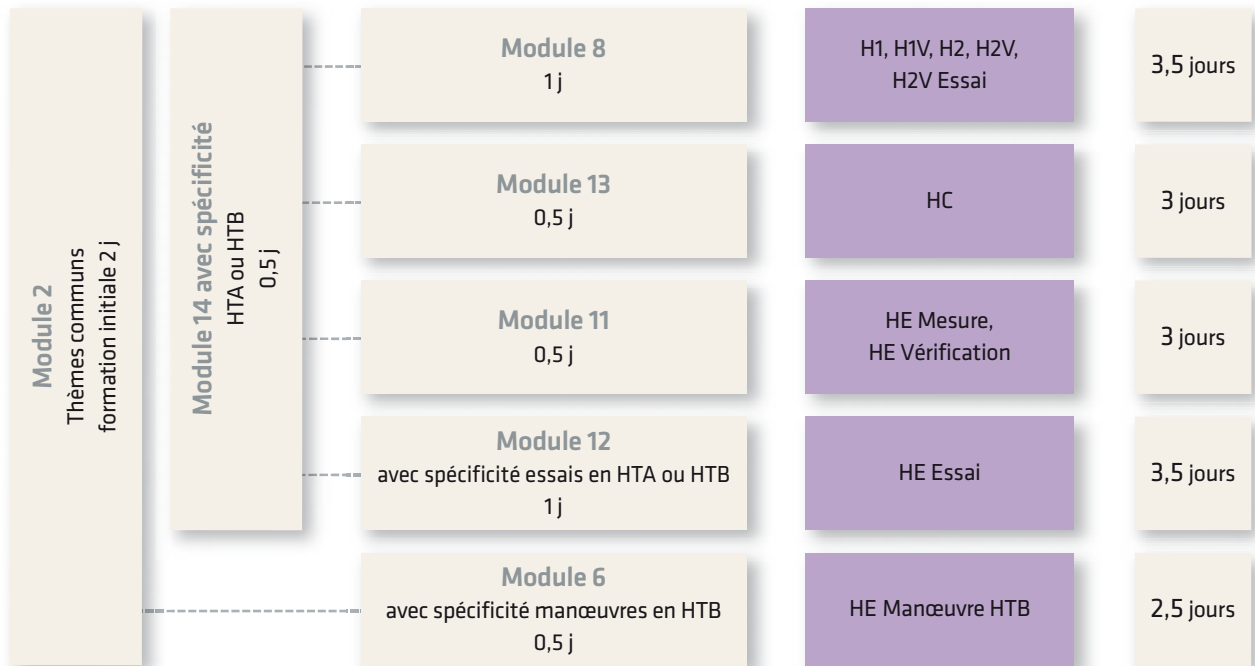 Module 2
Thèmes communs
formation initiale 2 j
Module 14 avec spécificité
HTA ou HTB
0,5 j
Module 8
1 j
H1, H1V, H2, H2V,
H2V Essai
3,5 jours
Module 13
0,5 j
HC
3 jours
Module 11
0,5 j
HE Mesure,
HE Vérification
3 jours
Module 12
avec spécificité essais en HTA ou HTB
1 j
HE Essai
3,5 jours
Module 6
avec spécificité manœuvres en HTB
0,5 j
HE Manœuvre HTB
2,5 jours